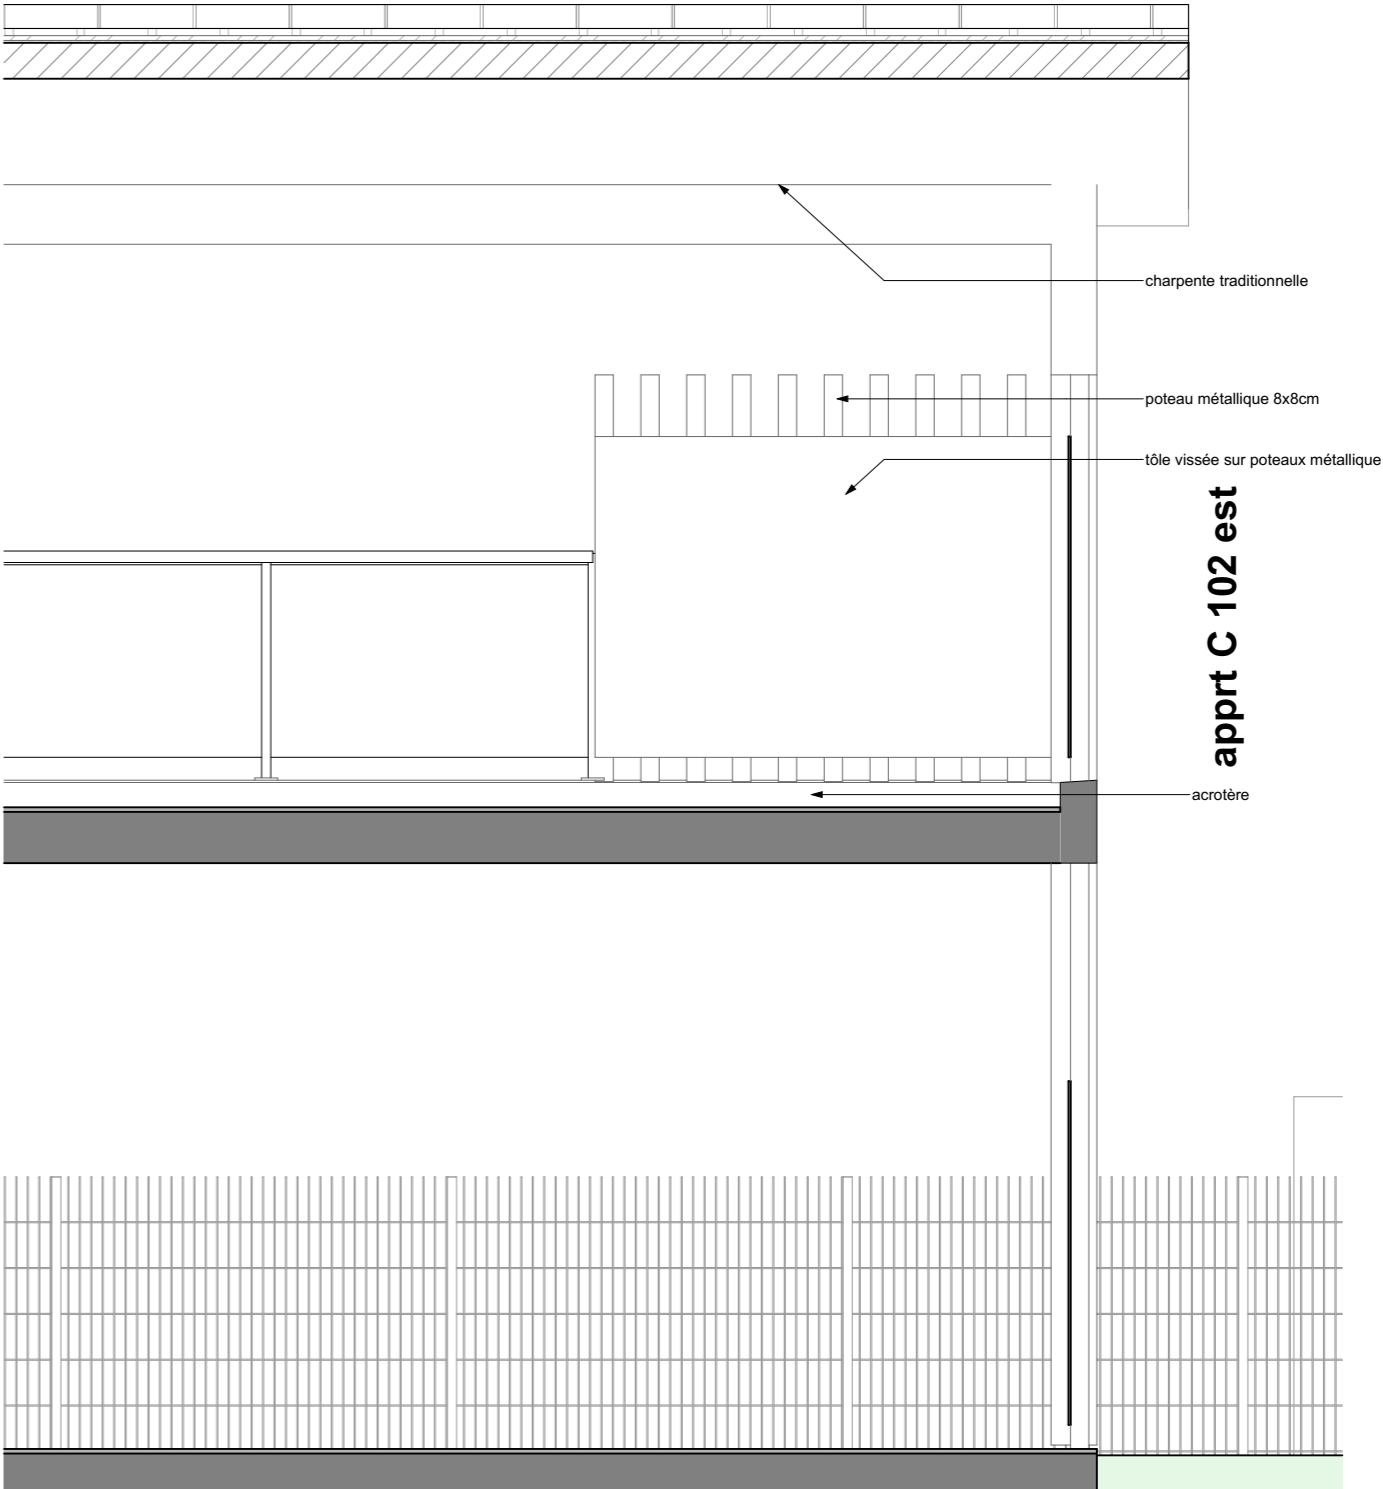 charpente traditionnelle
poteau métallique 8x8cm
tôle vissée sur poteaux métallique
apprt C 102 est
acrotère